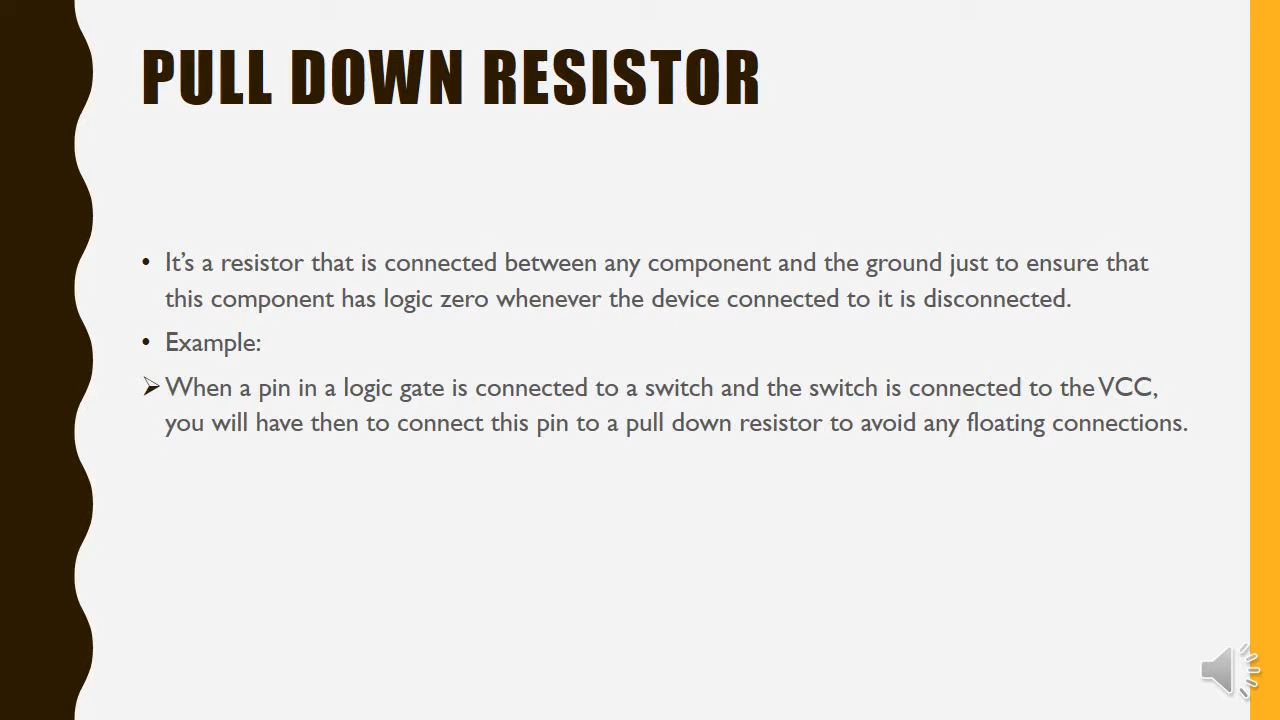 PULL DOWN RESISTOR
• It’s a resistor that is connected between any component and the ground just to ensure that
this component has logic zero whenever the device connected to it is disconnected.
• Example:
➢ When a pin in a logic gate is connected to a switch and the switch is connected to the VCC,
you will have then to connect this pin to a pull down resistor to avoid any floating connections.